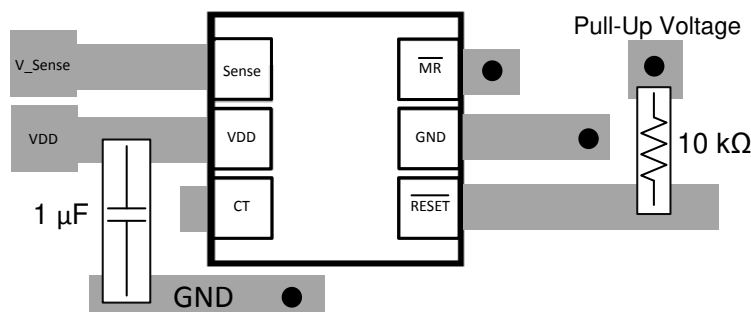 Pull-Up Voltage
V_Sense
Sense
MR
VDD
VDD
GND
10 kΩ
1 µF
CT
RESET
GND